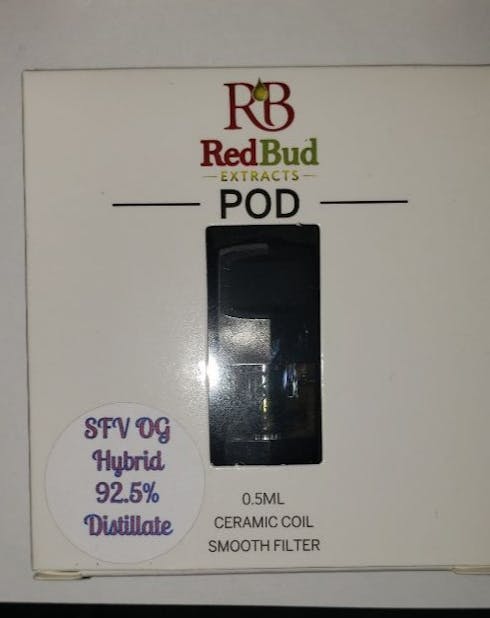 RB
RedBud
EXTRACTS
POD
SFV OG
Hybrid
92.5%
Distillate
0.5ML
CERAMIC COIL
SMOOTH FILTER